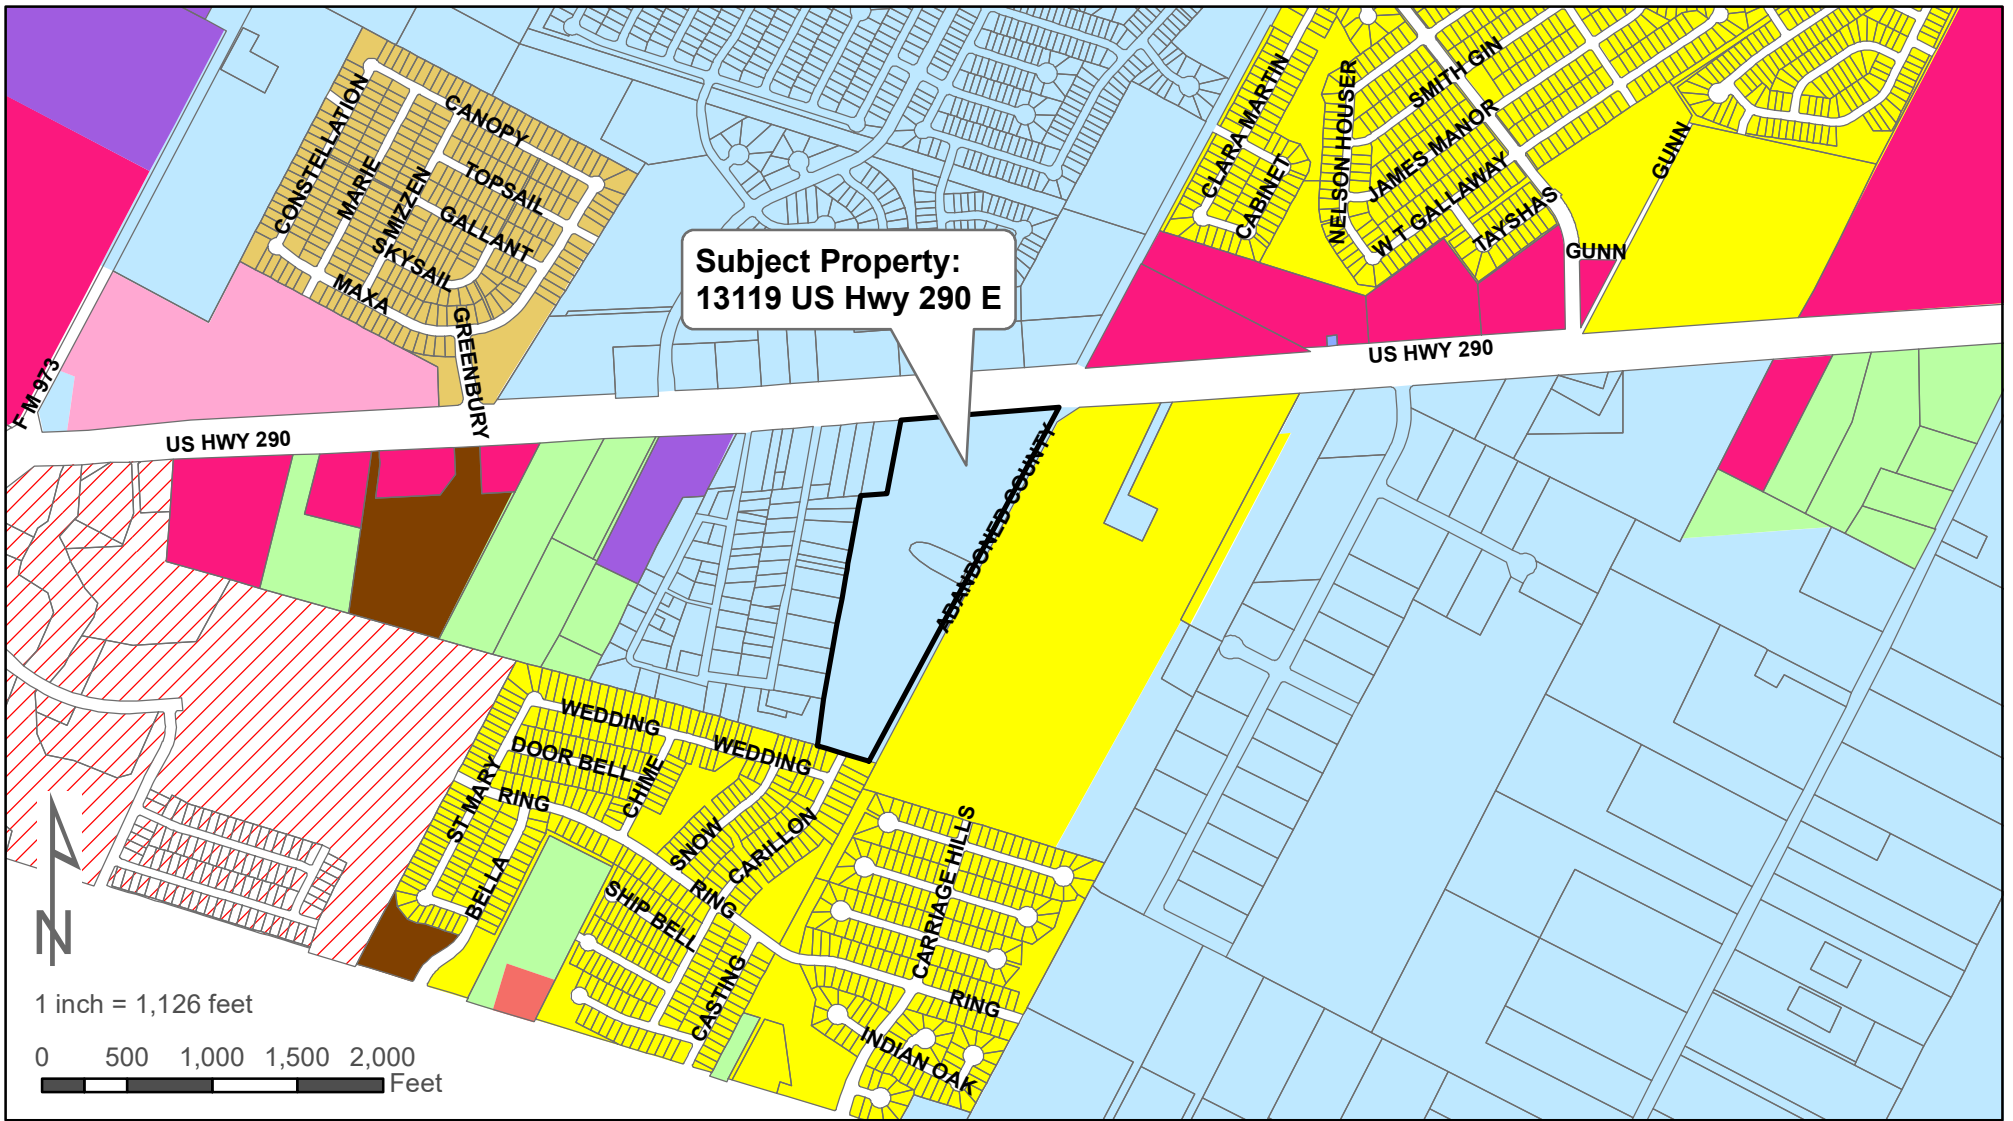 CANOPY
CONSTELLATION
MARIE
TOPSAIL
MIZZEN
GALLANT
SKYSAIL
MAXA
GREENBURY
CLARA MARTIN
CABINET
NELSON HOUSER
SMITH GIN
JAMES MANOR
W T GALLAWAY
TAYSHAS
GUNN
GUNN
Subject Property:
13119 US Hwy 290 E
F M 973
US HWY 290
US HWY 290
ABANDONED COUNTY
WEDDING
WEDDING
DOOR BELL
CHIME
ST MARY
RING
SNOW
CARILLON
BELLA
SHIP BELL
RING
CARRIAGE HILLS
CASTING
RING
INDIAN OAK
N
1 inch = 1,126 feet
0 500 1,000 1,500 2,000
Feet